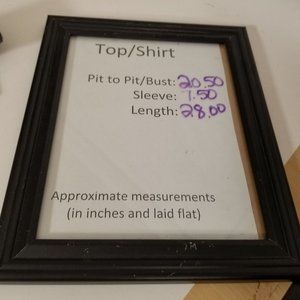 Top/Shirt
Pit to Pit/Bust: 20.50
Sleeve: 7.50
Length: 28.00
Approximate measurements
(in inches and laid flat)